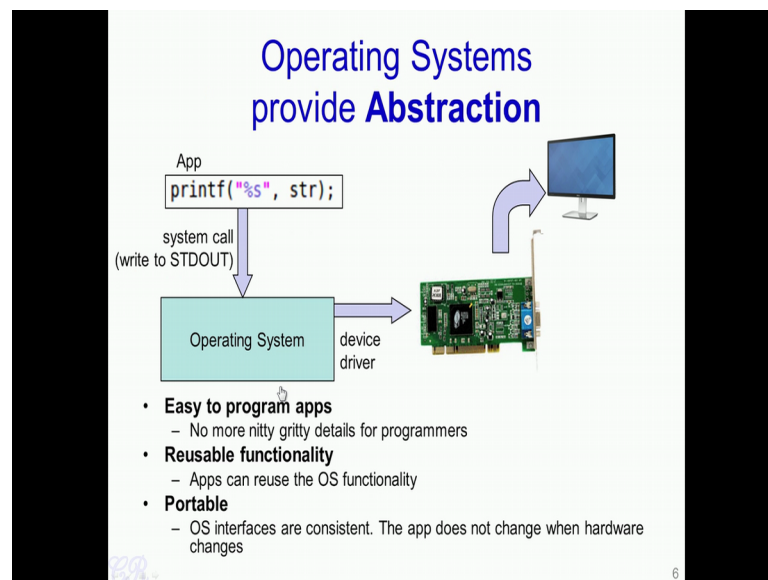 Operating Systems
provide Abstraction
App
printf("%s", str);
system call
(write to STDOUT)
Operating System
device
driver
• Easy to program apps
– No more nitty gritty details for programmers
• Reusable functionality
– Apps can reuse the OS functionality
• Portable
– OS interfaces are consistent. The app does not change when hardware
changes
6